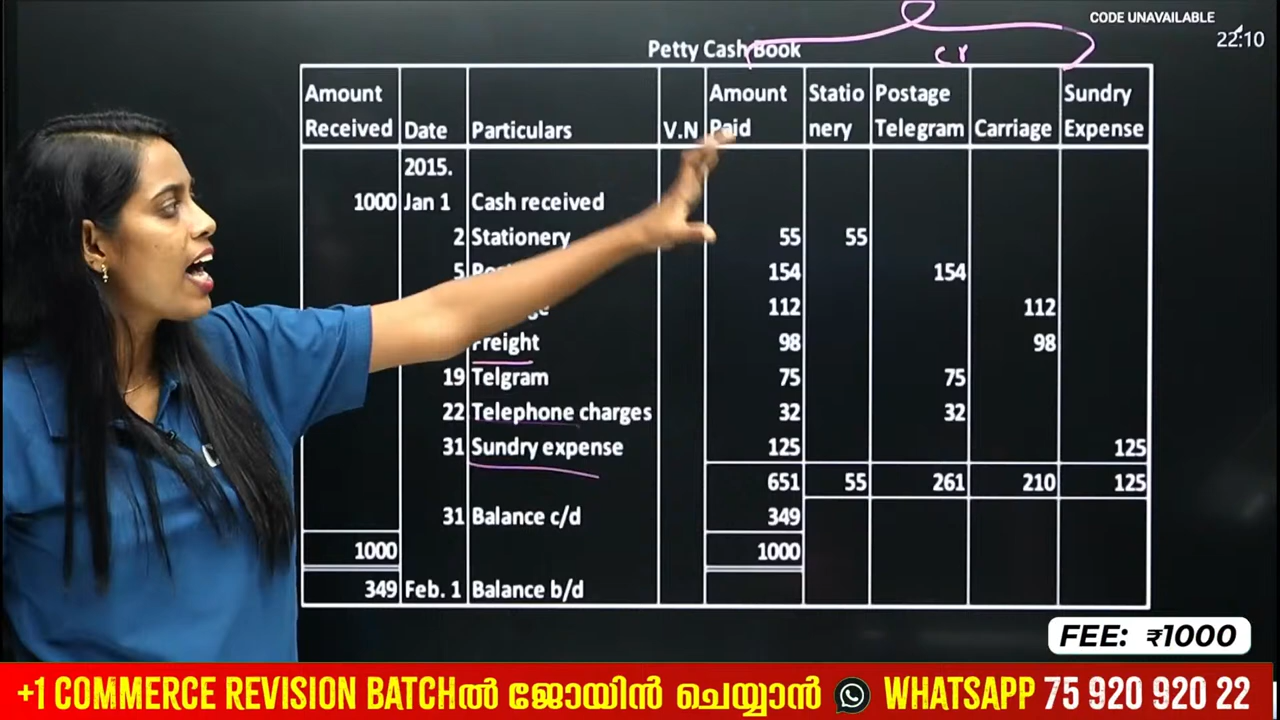 CODE UNAVAILABLE
22:10
Petty Cash Book
cr
Amount Received Date Particulars V.N Amount Paid Statio nery Postage Telegram Carriage Sundry Expense
2015.
1000 Jan 1 Cash received
2 Stationery 55 55
5 154 154
112 112
Freight 98 98
19 Telgram 75 75
22 Telephone charges 32 32
31 Sundry expense 125 125
651 55 261 210 125
31 Balance c/d 349
1000 1000
349 Feb. 1 Balance b/d
FEE: ₹1000
+1 COMMERCE REVISION BATCHൽ ജോയിൻ ചെയ്യാൻ WHATSAPP 75 920 920 22